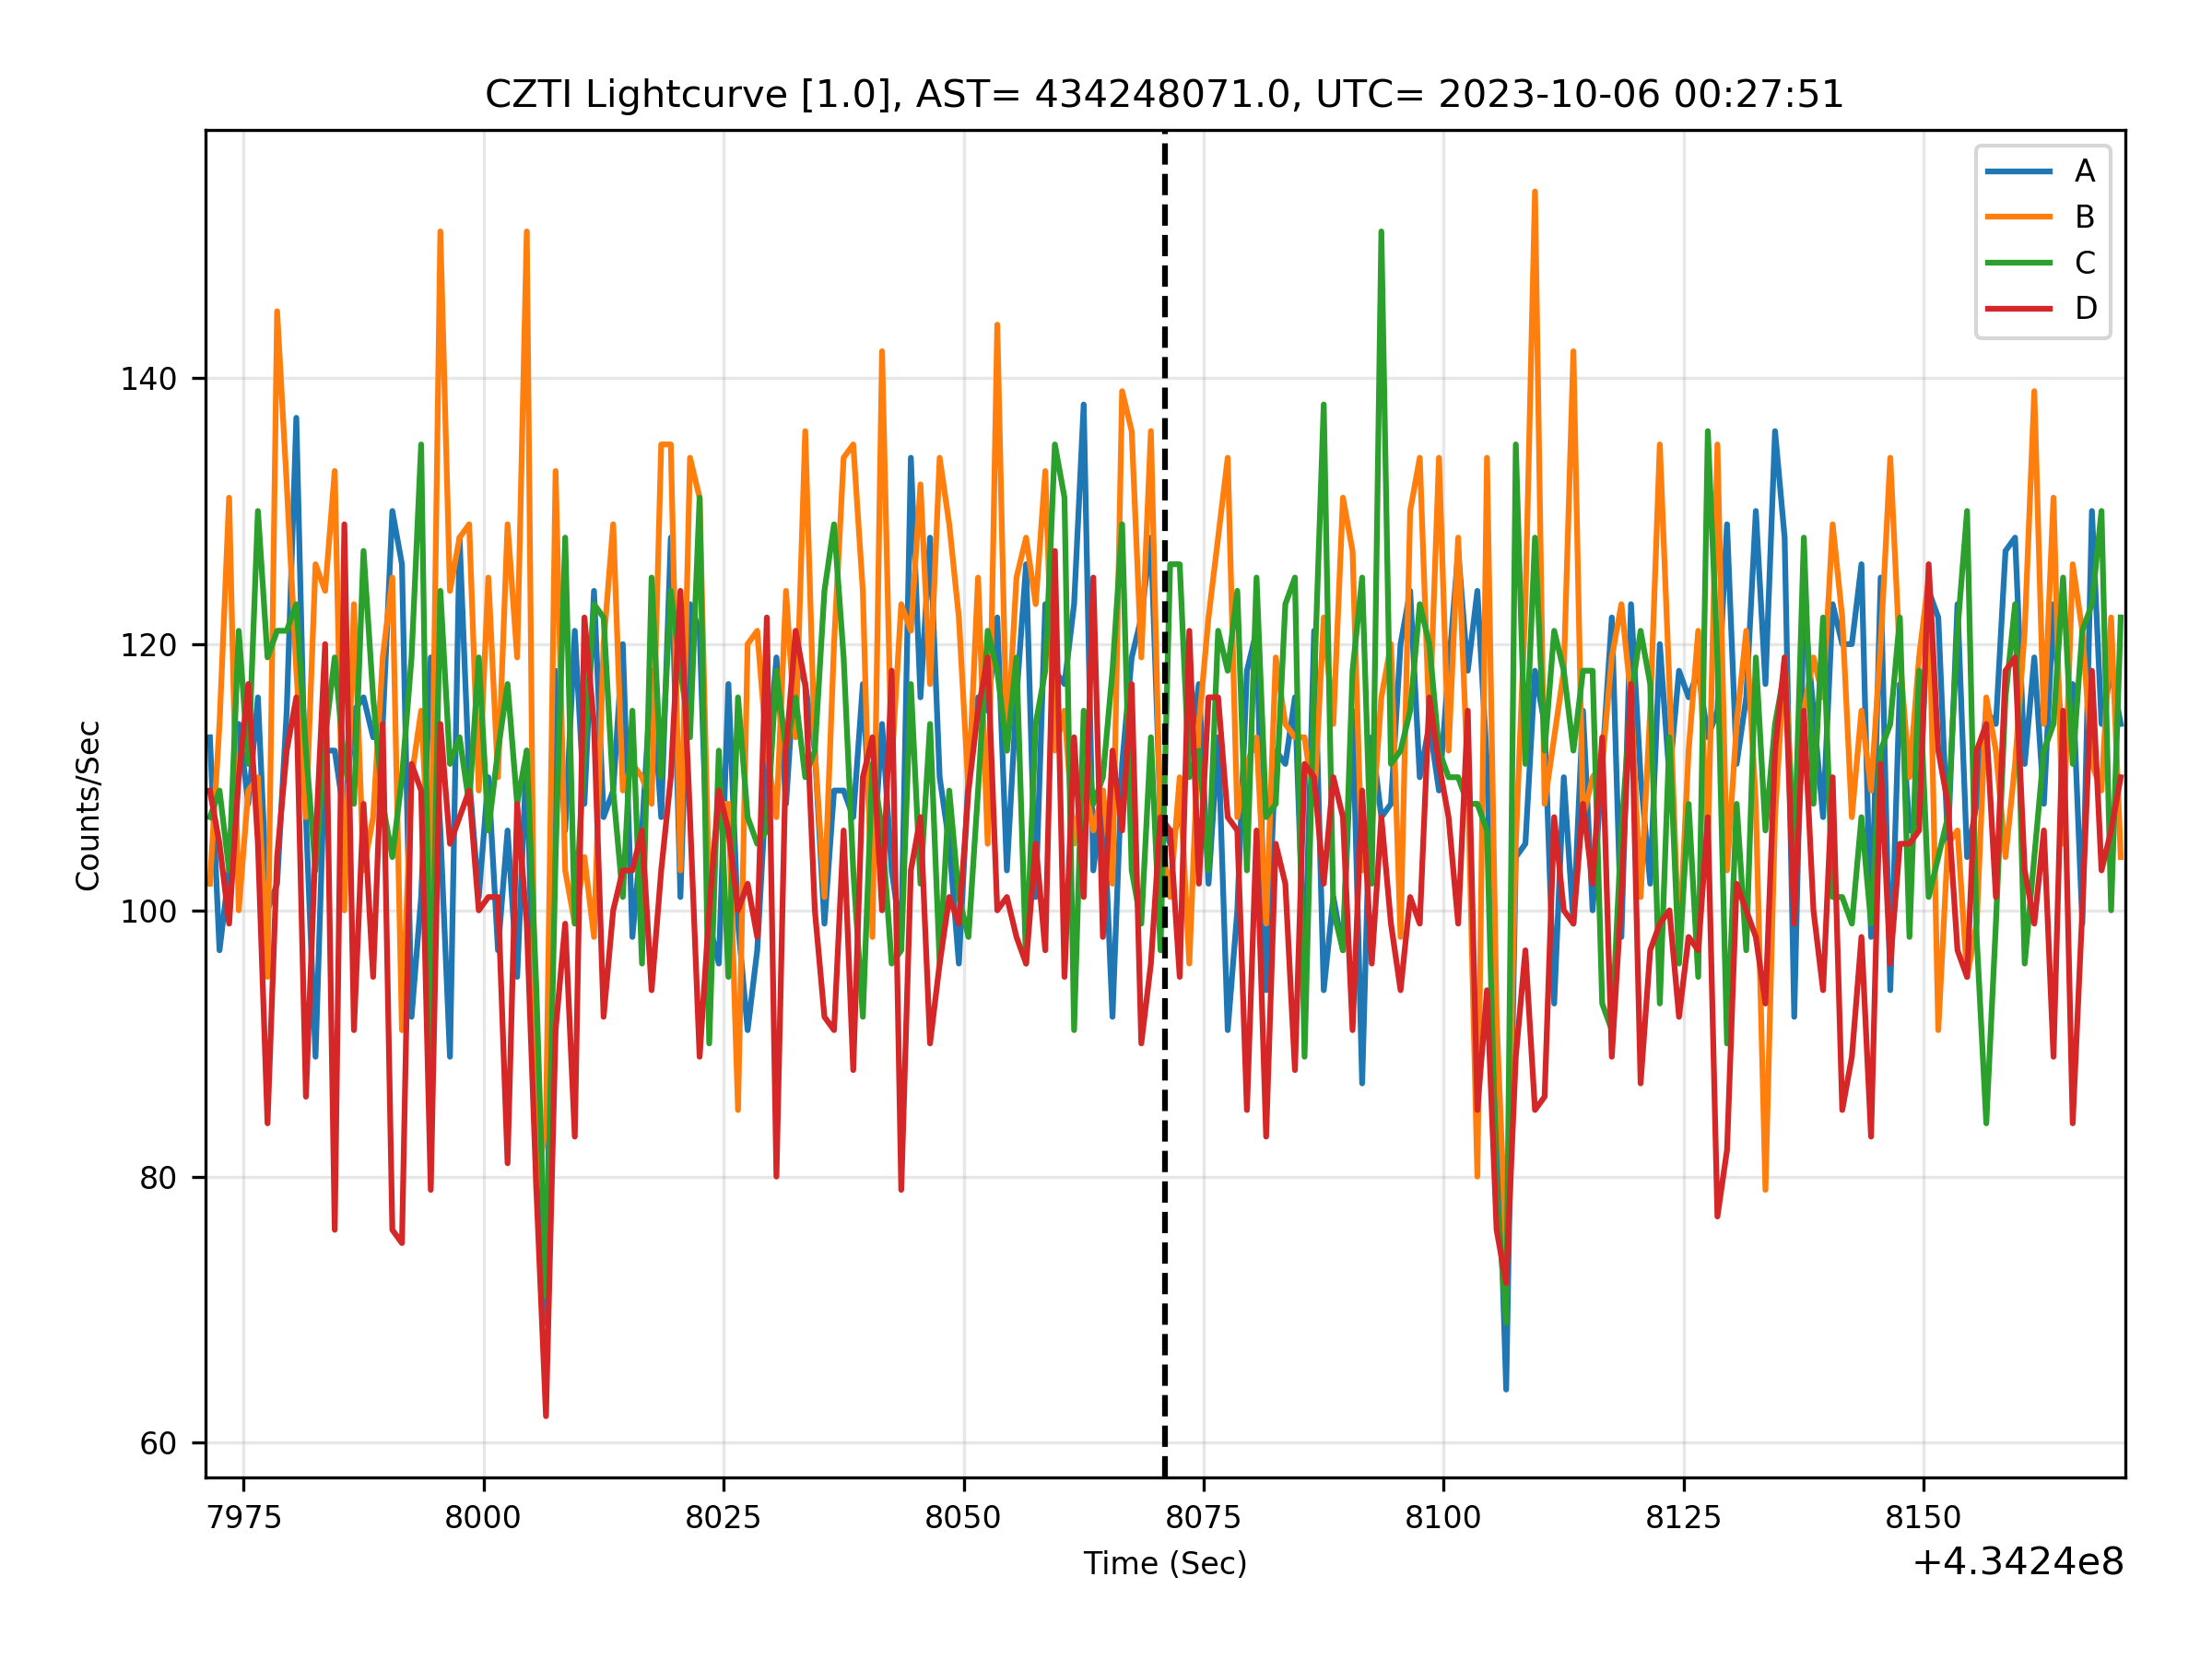 CZTI Lightcurve [1.0], AST= 434248071.0, UTC= 2023-10-06 00:27:51
A
B
C
D
140
120
100
80
60
Counts/Sec
7975 8000 8025 8050 8075 8100 8125 8150
Time (Sec)
+4.3424e8